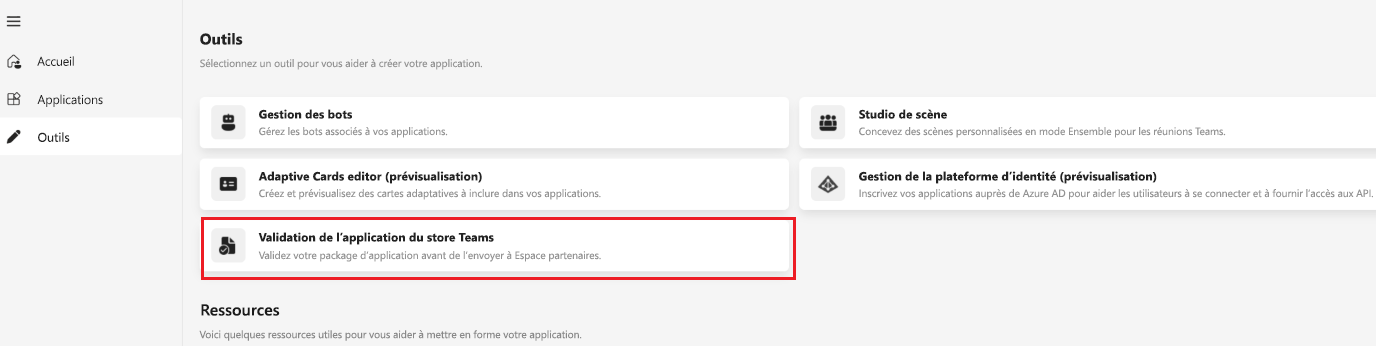 Accueil
Applications
Outils
Outils
Sélectionnez un outil pour vous aider à créer votre application.
Gestion des bots
Gérez les bots associés à vos applications.
Studio de scène
Concevez des scènes personnalisées en mode Ensemble pour les réunions Teams.
Adaptive Cards editor (prévisualisation)
Créez et prévisualisez des cartes adaptatives à inclure dans vos applications.
Gestion de la plateforme d’identité (prévisualisation)
Inscrivez vos applications auprès de Azure AD pour aider les utilisateurs à se connecter et à fournir l’accès aux API.
Validation de l’application du store Teams
Validez votre package d’application avant de l’envoyer à Espace partenaires.
Ressources
Voici quelques ressources utiles pour vous aider à mettre en forme votre application.